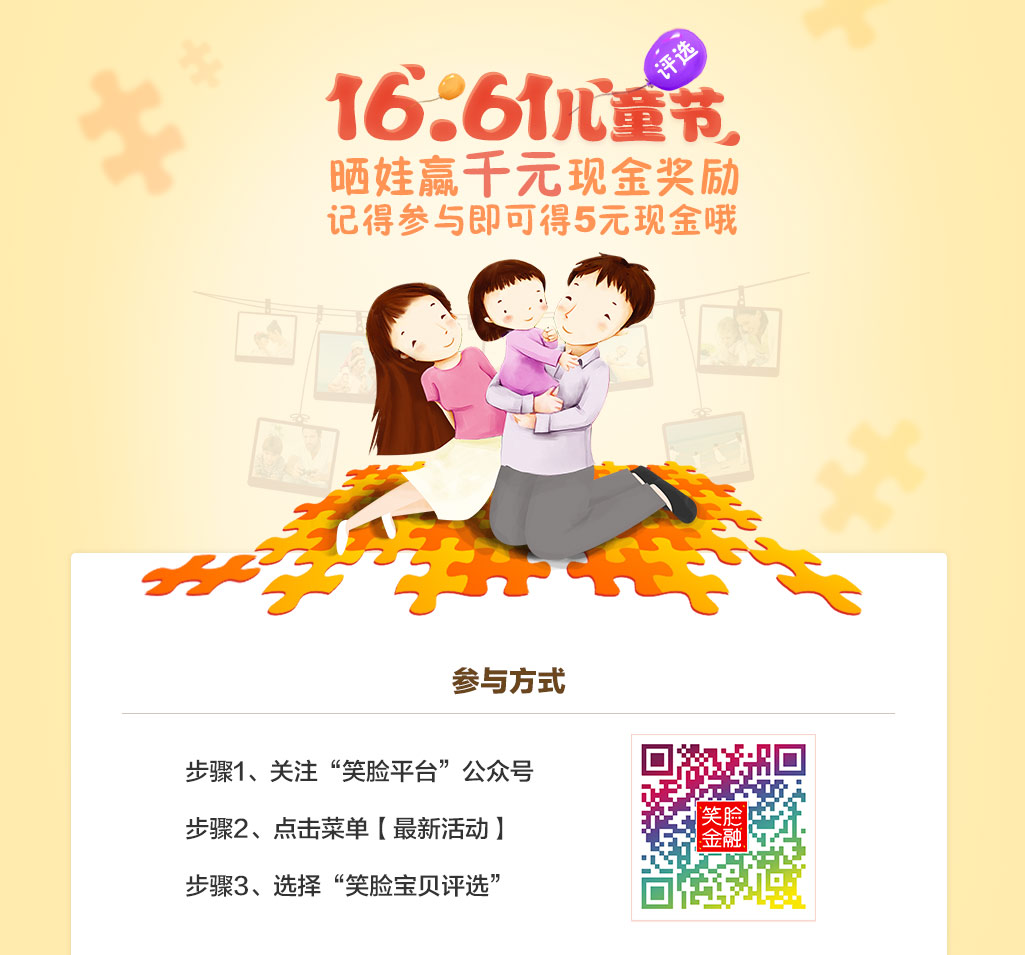 评选
16.61儿童节
晒娃赢千元现金奖励
记得参与即可得5元现金哦
参与方式
步骤1、关注“笑脸平台”公众号
步骤2、点击菜单【最新活动】
步骤3、选择“笑脸宝贝评选”
笑脸
金融